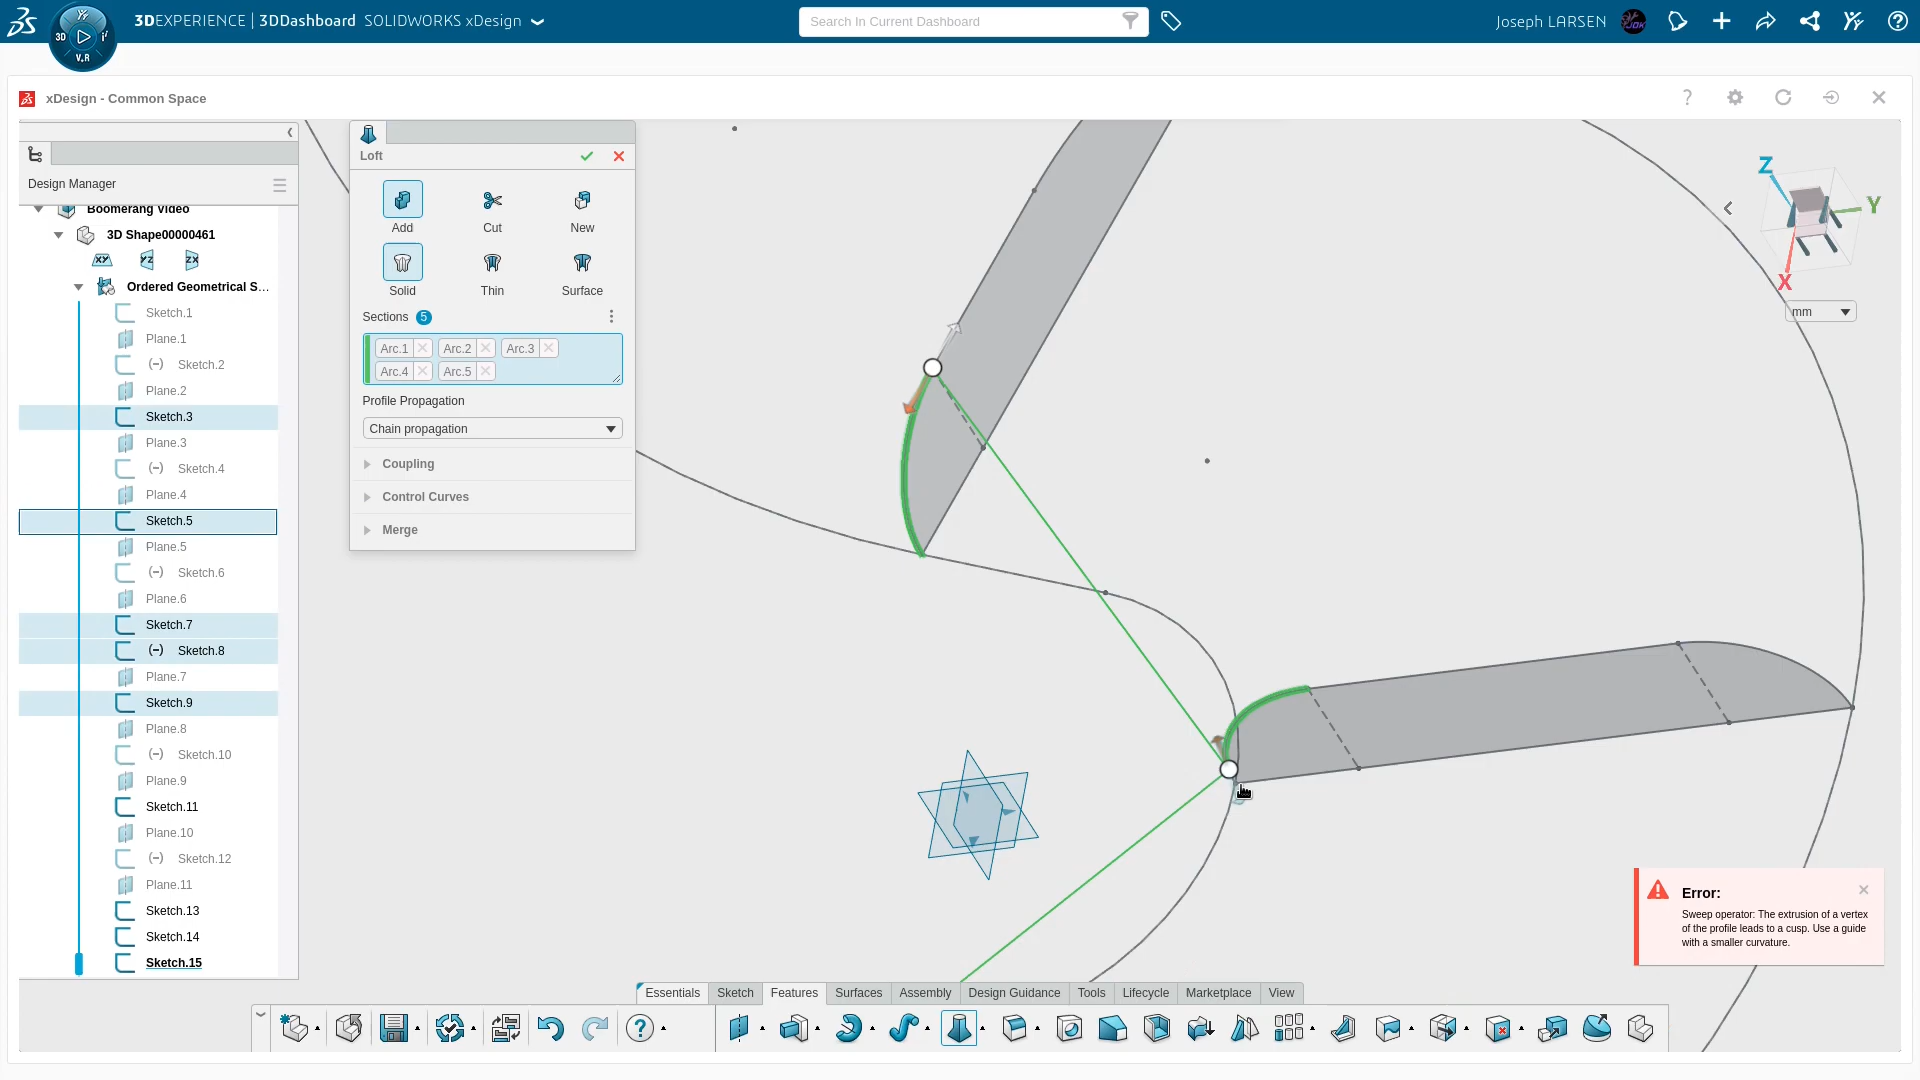 3DEXPERIENCE | 3DDashboard SOLIDWORKS xDesign
Search In Current Dashboard
Joseph LARSEN
3D
V.R
xDesign - Common Space
Design Manager
Boomerang Video
3D Shape00000461
XY YZ ZX
Ordered Geometrical S...
Sketch.1
Plane.1
(-) Sketch.2
Plane.2
Sketch.3
Plane.3
(-) Sketch.4
Plane.4
Sketch.5
Plane.5
(-) Sketch.6
Plane.6
Sketch.7
(-) Sketch.8
Plane.7
Sketch.9
Plane.8
(-) Sketch.10
Plane.9
Sketch.11
Plane.10
(-) Sketch.12
Plane.11
Sketch.13
Sketch.14
Sketch.15
Loft
Add Cut New
Solid Thin Surface
Sections 5
Arc.1 Arc.2 Arc.3
Arc.4 Arc.5
Profile Propagation
Chain propagation
Coupling
Control Curves
Merge
Z
Y
X
mm
Error:
Sweep operator: The extrusion of a vertex
of the profile leads to a cusp. Use a guide
with a smaller curvature.
Essentials Sketch Features Surfaces Assembly Design Guidance Tools Lifecycle Marketplace View